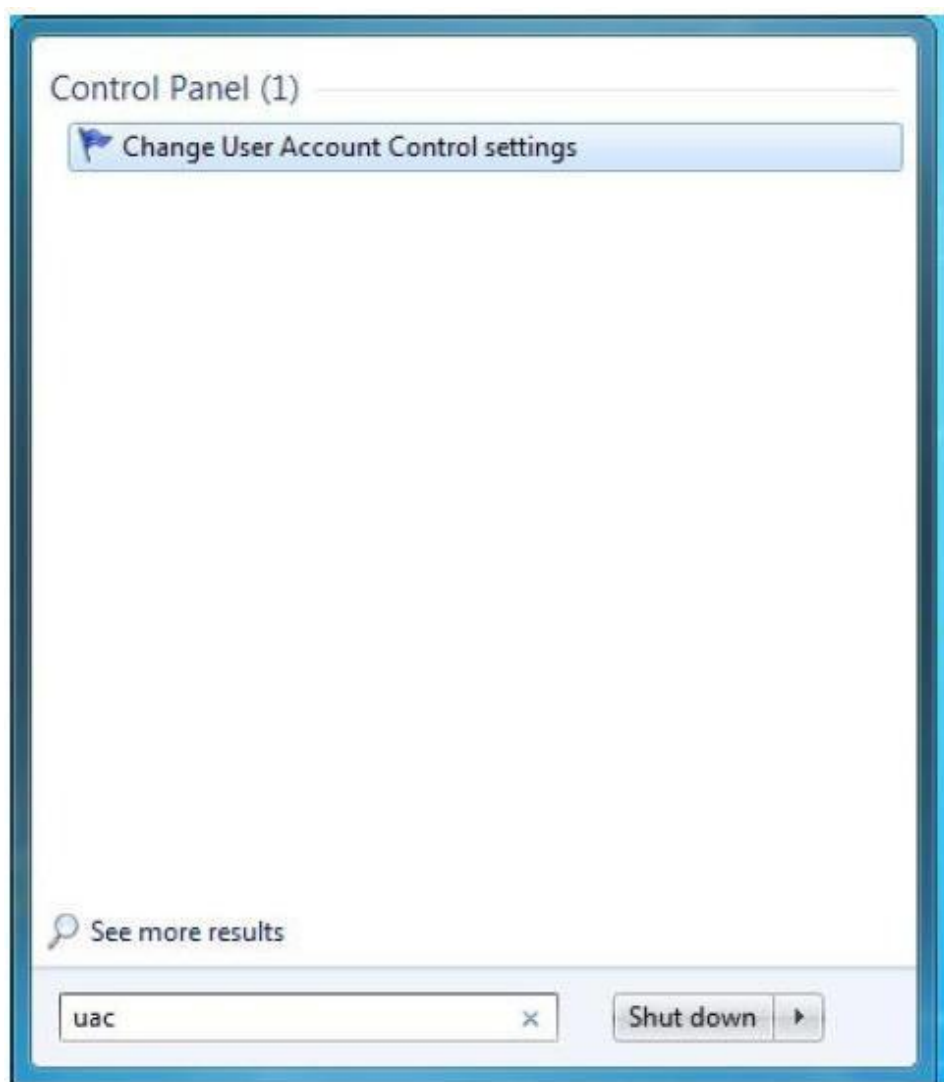 Control Panel (1)
Change User Account Control settings
See more results
uac
Shut down